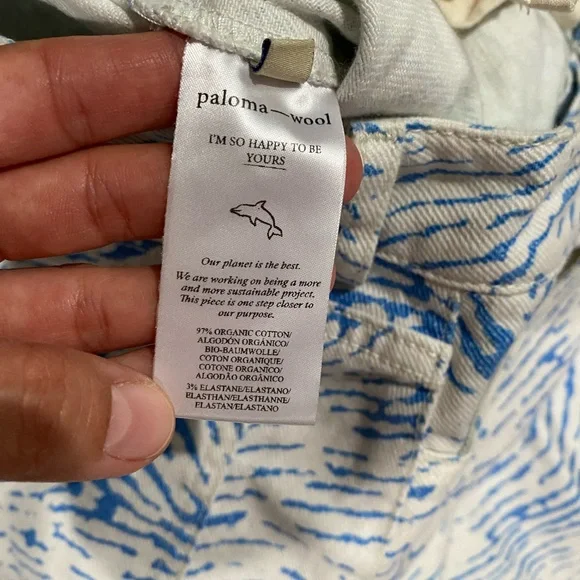 paloma—wool
I'M SO HAPPY TO BE
YOURS
Our planet is the best.
We are working on being a more
and more sustainable project.
This piece is one step closer to
our purpose.
97% ORGANIC COTTON/
ALGODÓN ORGÁNICO/
BIO-BAUMWOLLE/
COTON ORGANIQUE/
COTONE ORGANICO/
ALGODÃO ORGÂNICO
3% ELASTANE/ELASTANO/
ELASTHAN/ELASTHANNE/
ELASTAN/ELASTANO